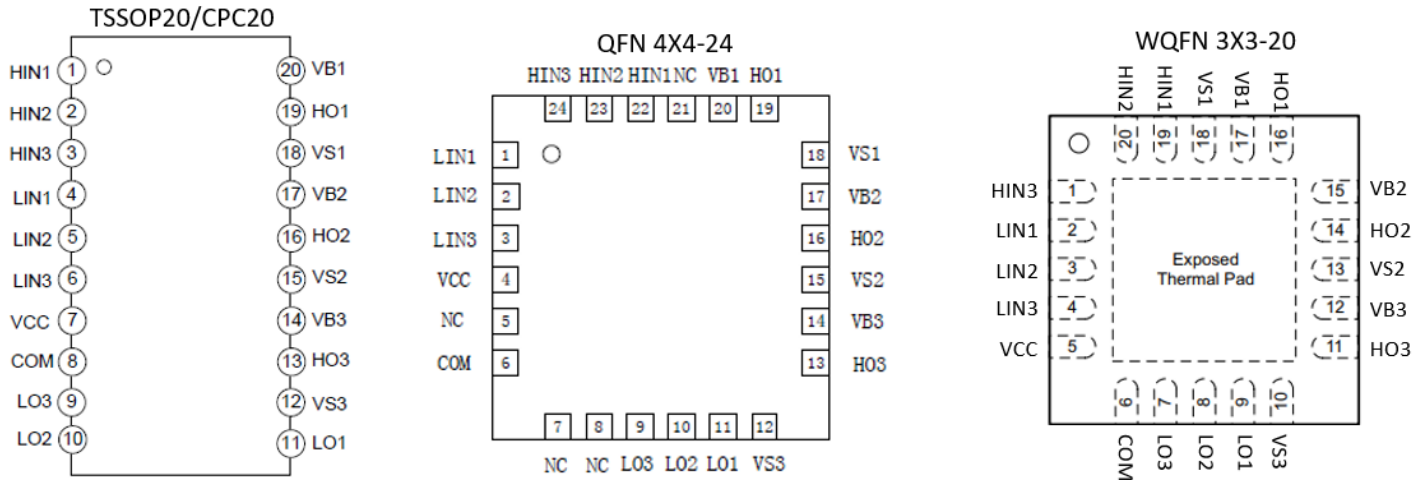 TSSOP20/CPC20
HIN1 1 20 VB1
HIN2 2 19 HO1
HIN3 3 18 VS1
LIN1 4 17 VB2
LIN2 5 16 HO2
LIN3 6 15 VS2
VCC 7 14 VB3
COM 8 13 HO3
LO3 9 12 VS3
LO2 10 11 LO1
QFN 4X4-24
HIN3 HIN2 HIN1 NC VB1 HO1
24 23 22 21 20 19
LIN1 1 18 VS1
LIN2 2 17 VB2
LIN3 3 16 HO2
VCC 4 15 VS2
NC 5 14 VB3
COM 6 13 HO3
7 8 9 10 11 12
NC NC LO3 LO2 LO1 VS3
WQFN 3X3-20
HIN2 HIN1 VS1 VB1 HO1
20 19 18 17 16
HIN3 1 15 VB2
LIN1 2 14 HO2
LIN2 3 13 VS2
LIN3 4 12 VB3
VCC 5 11 HO3
Exposed
Thermal Pad
6 7 8 9 10
COM LO3 LO2 LO1 VS3